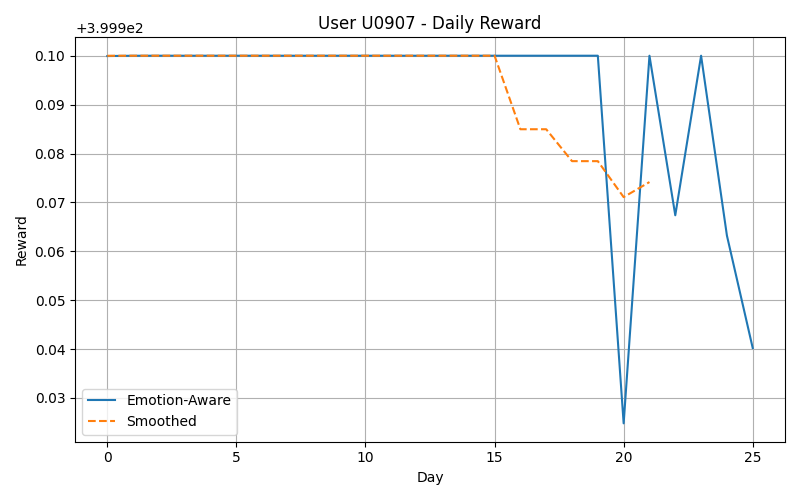 User U0907 - Daily Reward
+3.999e2
0.10
0.09
0.08
0.07
0.06
0.05
0.04
0.03
Reward
Emotion-Aware
Smoothed
0 5 10 15 20 25
Day